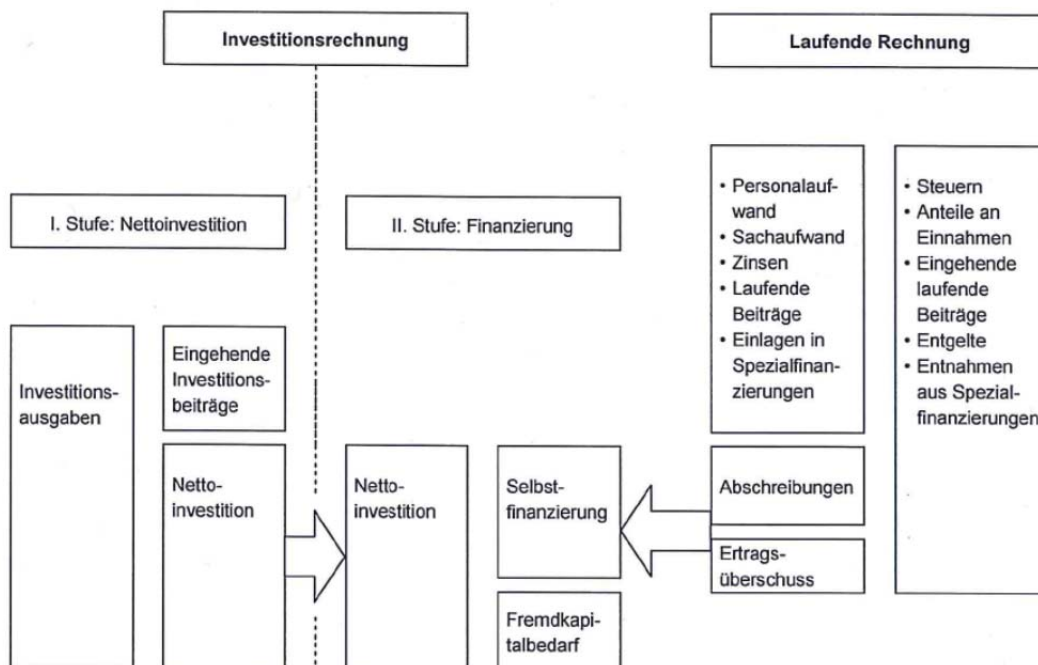 Investitionsrechnung
Laufende Rechnung
I. Stufe: Nettoinvestition
II. Stufe: Finanzierung
Investitions-
ausgaben
Eingehende
Investitions-
beiträge
Netto-
investition
Netto-
investition
Selbst-
finanzierung
Fremdkapi-
talbedarf
• Personalauf-
wand
• Sachaufwand
• Zinsen
• Laufende
Beiträge
• Einlagen in
Spezialfinan-
zierungen
Abschreibungen
Ertrags-
überschuss
• Steuern
• Anteile an
Einnahmen
• Eingehende
laufende
Beiträge
• Entgelte
• Entnahmen
aus Spezial-
finanzierungen